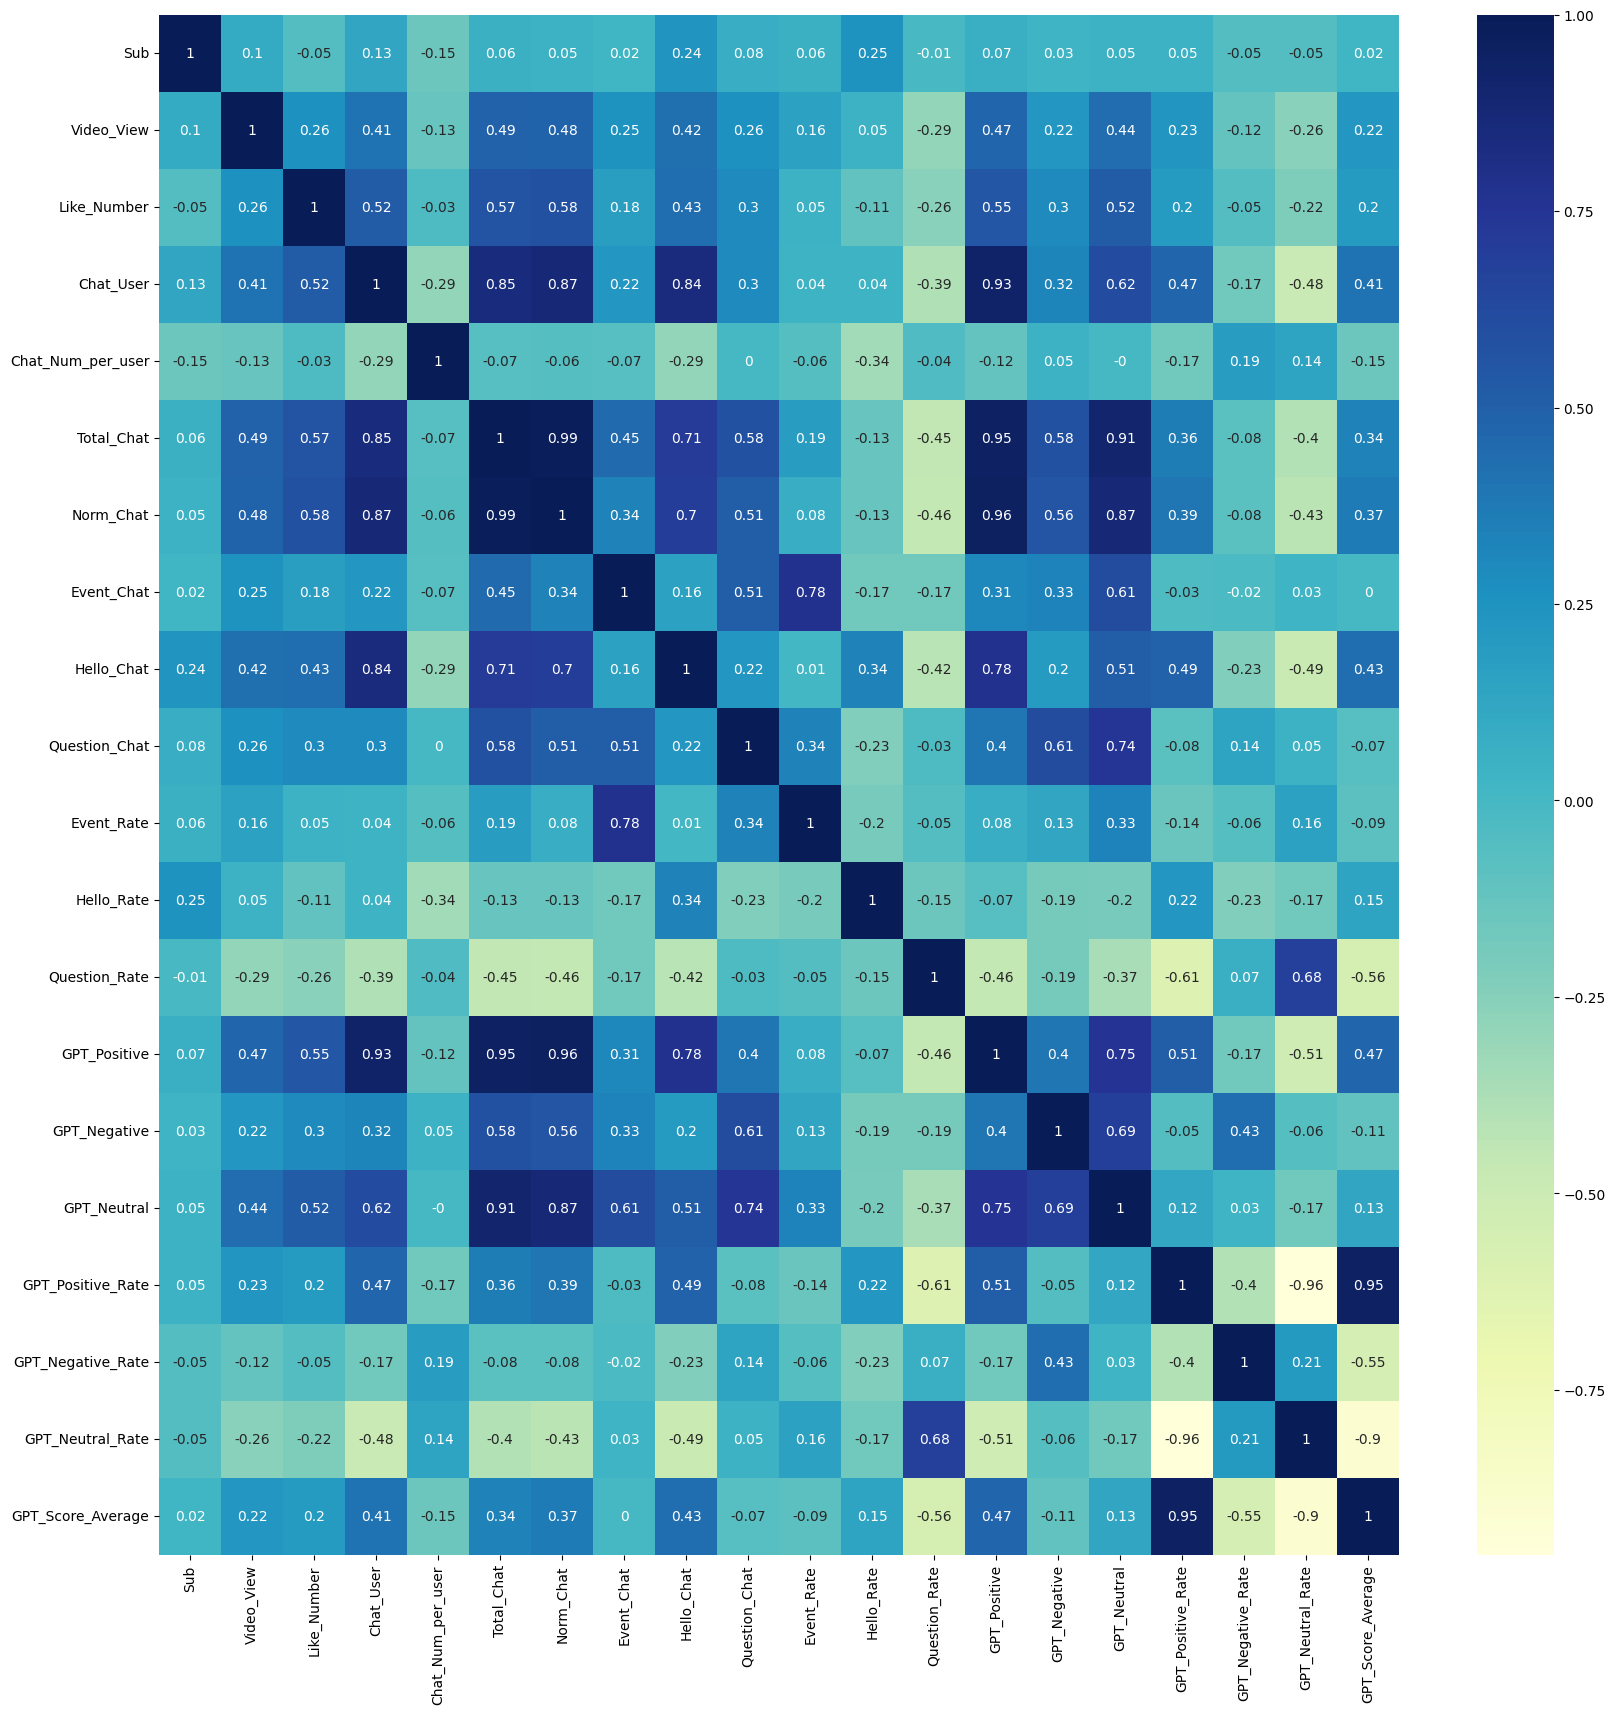 Sub 1 0.1 -0.05 0.13 -0.15 0.06 0.05 0.02 0.24 0.08 0.06 0.25 -0.01 0.07 0.03 0.05 0.05 -0.05 -0.05 0.02
Video_View 0.1 1 0.26 0.41 -0.13 0.49 0.48 0.25 0.42 0.26 0.16 0.05 -0.29 0.47 0.22 0.44 0.23 -0.12 -0.26 0.22
Like_Number -0.05 0.26 1 0.52 -0.03 0.57 0.58 0.18 0.43 0.3 0.05 -0.11 -0.26 0.55 0.3 0.52 0.2 -0.05 -0.22 0.2
Chat_User 0.13 0.41 0.52 1 -0.29 0.85 0.87 0.22 0.84 0.3 0.04 0.04 -0.39 0.93 0.32 0.62 0.47 -0.17 -0.48 0.41
Chat_Num_per_user -0.15 -0.13 -0.03 -0.29 1 -0.07 -0.06 -0.07 -0.29 0 -0.06 -0.34 -0.04 -0.12 0.05 -0 -0.17 0.19 0.14 -0.15
Total_Chat 0.06 0.49 0.57 0.85 -0.07 1 0.99 0.45 0.71 0.58 0.19 -0.13 -0.45 0.95 0.58 0.91 0.36 -0.08 -0.4 0.34
Norm_Chat 0.05 0.48 0.58 0.87 -0.06 0.99 1 0.34 0.7 0.51 0.08 -0.13 -0.46 0.96 0.56 0.87 0.39 -0.08 -0.43 0.37
Event_Chat 0.02 0.25 0.18 0.22 -0.07 0.45 0.34 1 0.16 0.51 0.78 -0.17 -0.17 0.31 0.33 0.61 -0.03 -0.02 0.03 0
Hello_Chat 0.24 0.42 0.43 0.84 -0.29 0.71 0.7 0.16 1 0.22 0.01 0.34 -0.42 0.78 0.2 0.51 0.49 -0.23 -0.49 0.43
Question_Chat 0.08 0.26 0.3 0.3 0 0.58 0.51 0.51 0.22 1 0.34 -0.23 -0.03 0.4 0.61 0.74 -0.08 0.14 0.05 -0.07
Event_Rate 0.06 0.16 0.05 0.04 -0.06 0.19 0.08 0.78 0.01 0.34 1 -0.2 -0.05 0.08 0.13 0.33 -0.14 -0.06 0.16 -0.09
Hello_Rate 0.25 0.05 -0.11 0.04 -0.34 -0.13 -0.13 -0.17 0.34 -0.23 -0.2 1 -0.15 -0.07 -0.19 -0.2 0.22 -0.23 -0.17 0.15
Question_Rate -0.01 -0.29 -0.26 -0.39 -0.04 -0.45 -0.46 -0.17 -0.42 -0.03 -0.05 -0.15 1 -0.46 -0.19 -0.37 -0.61 0.07 0.68 -0.56
GPT_Positive 0.07 0.47 0.55 0.93 -0.12 0.95 0.96 0.31 0.78 0.4 0.08 -0.07 -0.46 1 0.4 0.75 0.51 -0.17 -0.51 0.47
GPT_Negative 0.03 0.22 0.3 0.32 0.05 0.58 0.56 0.33 0.2 0.61 0.13 -0.19 -0.19 0.4 1 0.69 -0.05 0.43 -0.06 -0.11
GPT_Neutral 0.05 0.44 0.52 0.62 -0 0.91 0.87 0.61 0.51 0.74 0.33 -0.2 -0.37 0.75 0.69 1 0.12 0.03 -0.17 0.13
GPT_Positive_Rate 0.05 0.23 0.2 0.47 -0.17 0.36 0.39 -0.03 0.49 -0.08 -0.14 0.22 -0.61 0.51 -0.05 0.12 1 -0.4 -0.96 0.95
GPT_Negative_Rate -0.05 -0.12 -0.05 -0.17 0.19 -0.08 -0.08 -0.02 -0.23 0.14 -0.06 -0.23 0.07 -0.17 0.43 0.03 -0.4 1 0.21 -0.55
GPT_Neutral_Rate -0.05 -0.26 -0.22 -0.48 0.14 -0.4 -0.43 0.03 -0.49 0.05 0.16 -0.17 0.68 -0.51 -0.06 -0.17 -0.96 0.21 1 -0.9
GPT_Score_Average 0.02 0.22 0.2 0.41 -0.15 0.34 0.37 0 0.43 -0.07 -0.09 0.15 -0.56 0.47 -0.11 0.13 0.95 -0.55 -0.9 1
Sub
Video_View
Like_Number
Chat_User
Chat_Num_per_user
Total_Chat
Norm_Chat
Event_Chat
Hello_Chat
Question_Chat
Event_Rate
Hello_Rate
Question_Rate
GPT_Positive
GPT_Negative
GPT_Neutral
GPT_Positive_Rate
GPT_Negative_Rate
GPT_Neutral_Rate
GPT_Score_Average
1.00
0.75
0.50
0.25
0.00
−0.25
−0.50
−0.75